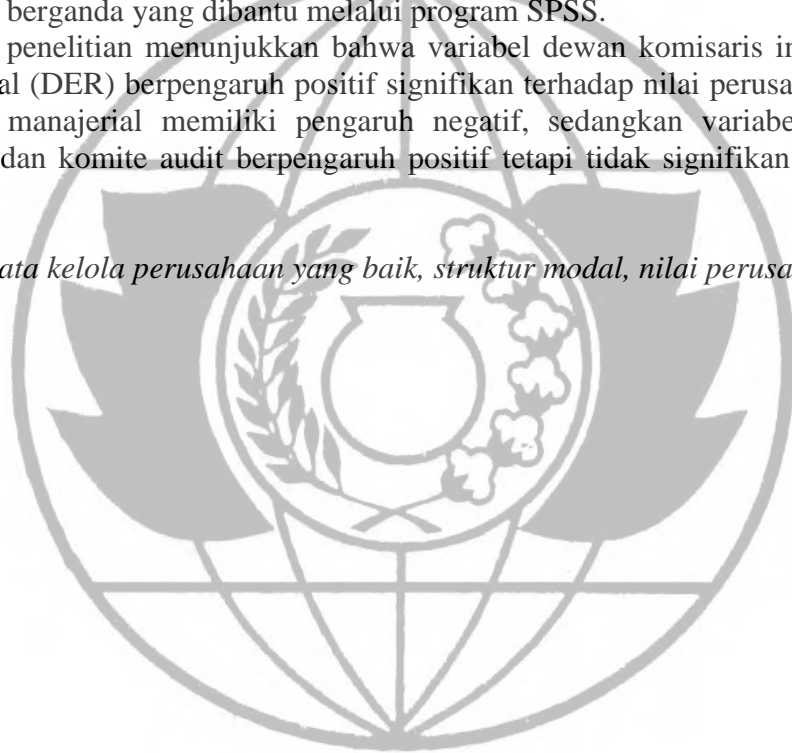 berganda yang dibantu melalui program SPSS.
penelitian menunjukkan bahwa variabel dewan komisaris in
al (DER) berpengaruh positif signifikan terhadap nilai perusa
manajerial memiliki pengaruh negatif, sedangkan variabe
dan komite audit berpengaruh positif tetapi tidak signifikan
ata kelola perusahaan yang baik, struktur modal, nilai perusa